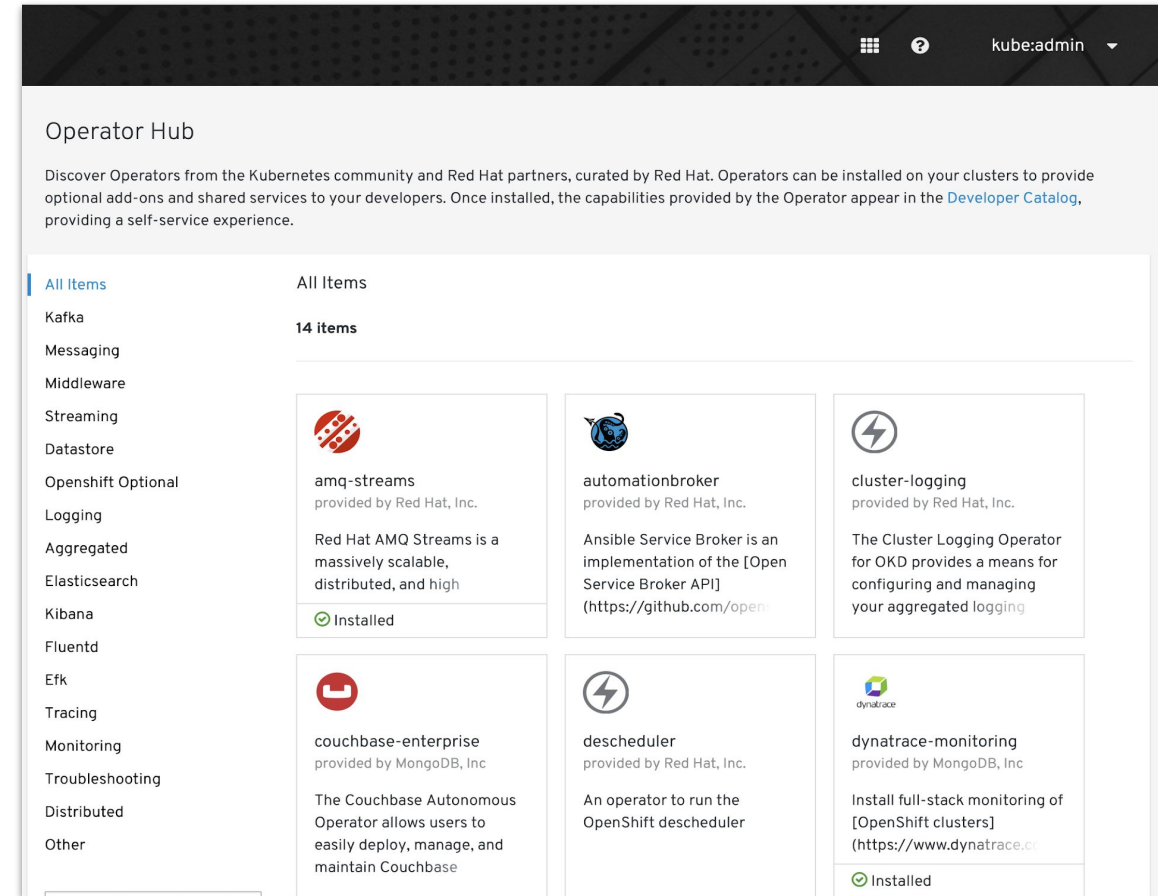 kube:admin
Operator Hub
Discover Operators from the Kubernetes community and Red Hat partners, curated by Red Hat. Operators can be installed on your clusters to provide
optional add-ons and shared services to your developers. Once installed, the capabilities provided by the Operator appear in the Developer Catalog,
providing a self-service experience.
All Items
Kafka
Messaging
Middleware
Streaming
Datastore
Openshift Optional
Logging
Aggregated
Elasticsearch
Kibana
Fluentd
Efk
Tracing
Monitoring
Troubleshooting
Distributed
Other
All Items
14 items
amq-streams
provided by Red Hat, Inc.
Red Hat AMQ Streams is a
massively scalable,
distributed, and high
Installed
automationbroker
provided by Red Hat, Inc.
Ansible Service Broker is an
implementation of the [Open
Service Broker API]
(https://github.com/open
cluster-logging
provided by Red Hat, Inc.
The Cluster Logging Operator
for OKD provides a means for
configuring and managing
your aggregated logging
couchbase-enterprise
provided by MongoDB, Inc
The Couchbase Autonomous
Operator allows users to
easily deploy, manage, and
maintain Couchbase
descheduler
provided by Red Hat, Inc.
An operator to run the
OpenShift descheduler
dynatrace
dynatrace-monitoring
provided by MongoDB, Inc
Install full-stack monitoring of
[OpenShift clusters]
(https://www.dynatrace.co
Installed